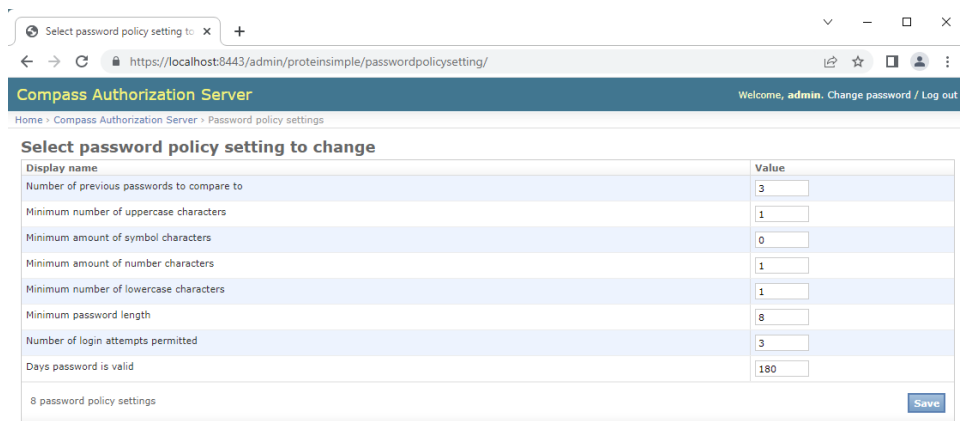 Select password policy setting to
https://localhost:8443/admin/proteinsimple/passwordpolicysetting/
Compass Authorization Server
Welcome, admin. Change password / Log out
Home › Compass Authorization Server › Password policy settings
Select password policy setting to change
Display name Value
Number of previous passwords to compare to 3
Minimum number of uppercase characters 1
Minimum amount of symbol characters 0
Minimum amount of number characters 1
Minimum number of lowercase characters 1
Minimum password length 8
Number of login attempts permitted 3
Days password is valid 180
8 password policy settings Save